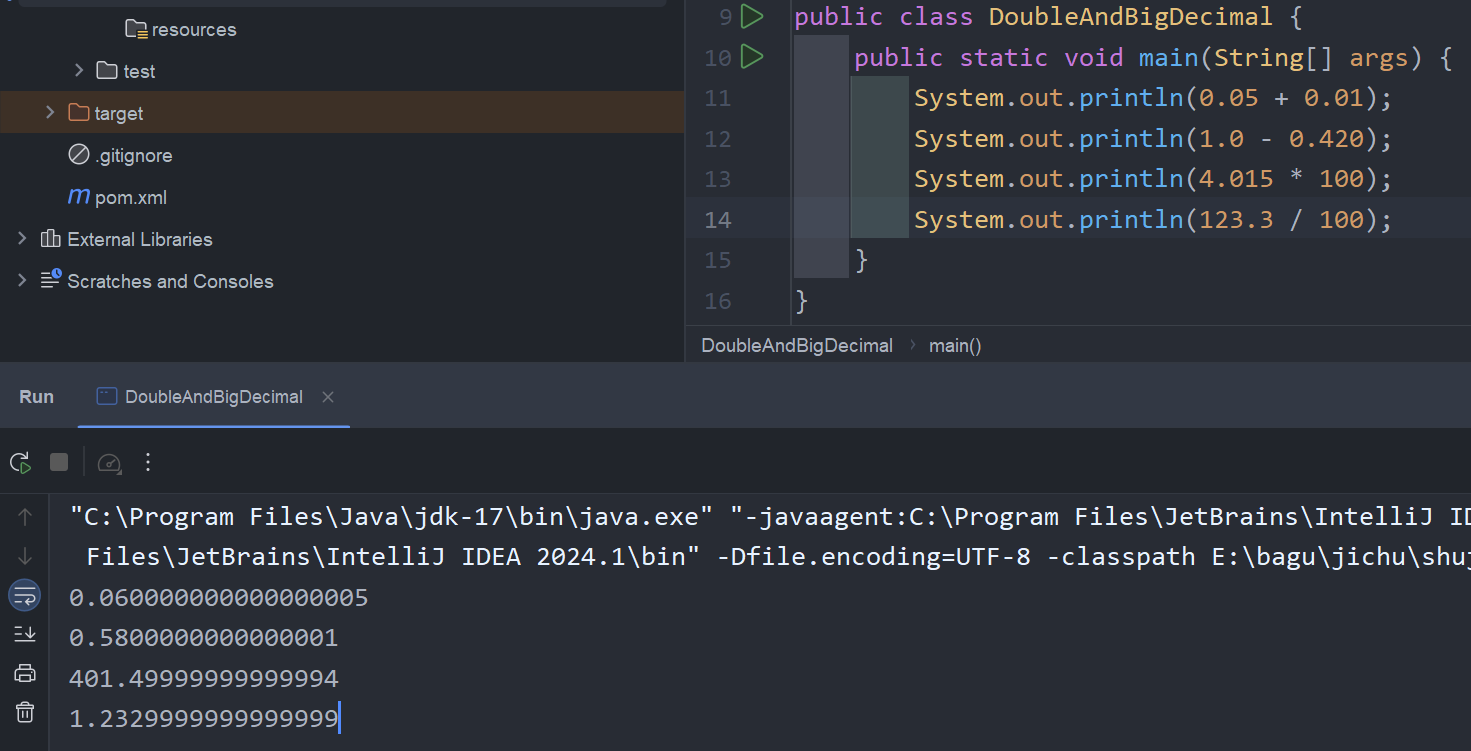 resources
test
target
.gitignore
m pom.xml
External Libraries
Scratches and Consoles
9 public class DoubleAndBigDecimal {
10 public static void main(String[] args) {
11 System.out.println(0.05 + 0.01);
12 System.out.println(1.0 - 0.420);
13 System.out.println(4.015 * 100);
14 System.out.println(123.3 / 100);
15 }
16 }
DoubleAndBigDecimal > main()
Run DoubleAndBigDecimal ×
"C:\Program Files\Java\jdk-17\bin\java.exe" "-javaagent:C:\Program Files\JetBrains\IntelliJ ID
Files\JetBrains\IntelliJ IDEA 2024.1\bin" -Dfile.encoding=UTF-8 -classpath E:\bagu\jichu\shuj
0.060000000000000005
0.5800000000000001
401.49999999999994
1.2329999999999999